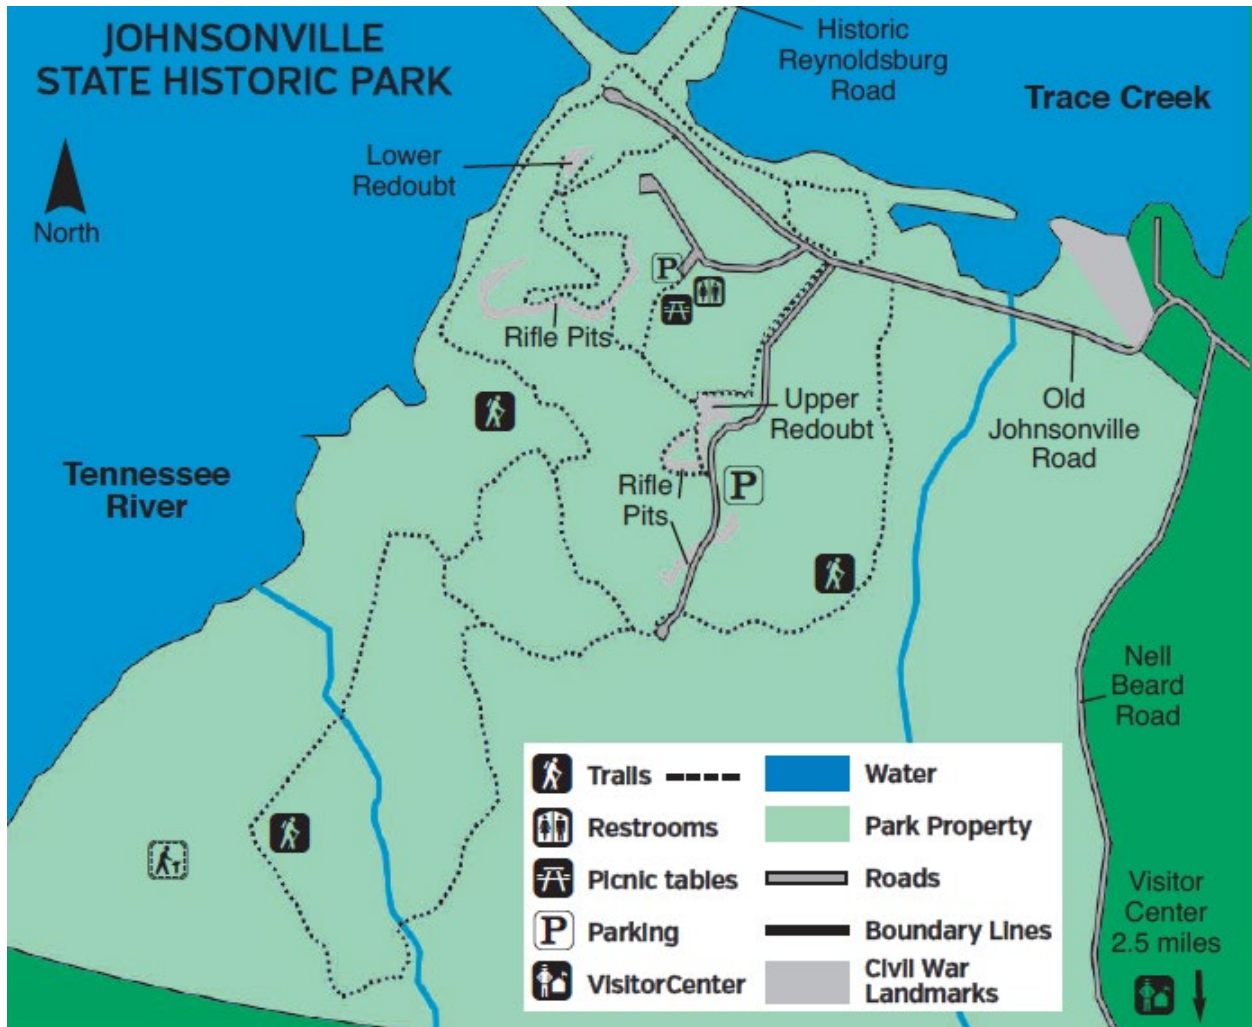 JOHNSONVILLE
STATE HISTORIC PARK
Historic
Reynoldsburg
Road
Trace Creek
Lower
Redoubt
North
P
Rifle Pits
Upper
Redoubt
Old
Johnsonville
Road
Tennessee
River
Rifle
Pits
P
Nell
Beard
Road
Trails
Water
Restrooms
Park Property
Picnic tables
Roads
P Parking
Boundary Lines
VisitorCenter
Civil War
Landmarks
Visitor
Center
2.5 miles